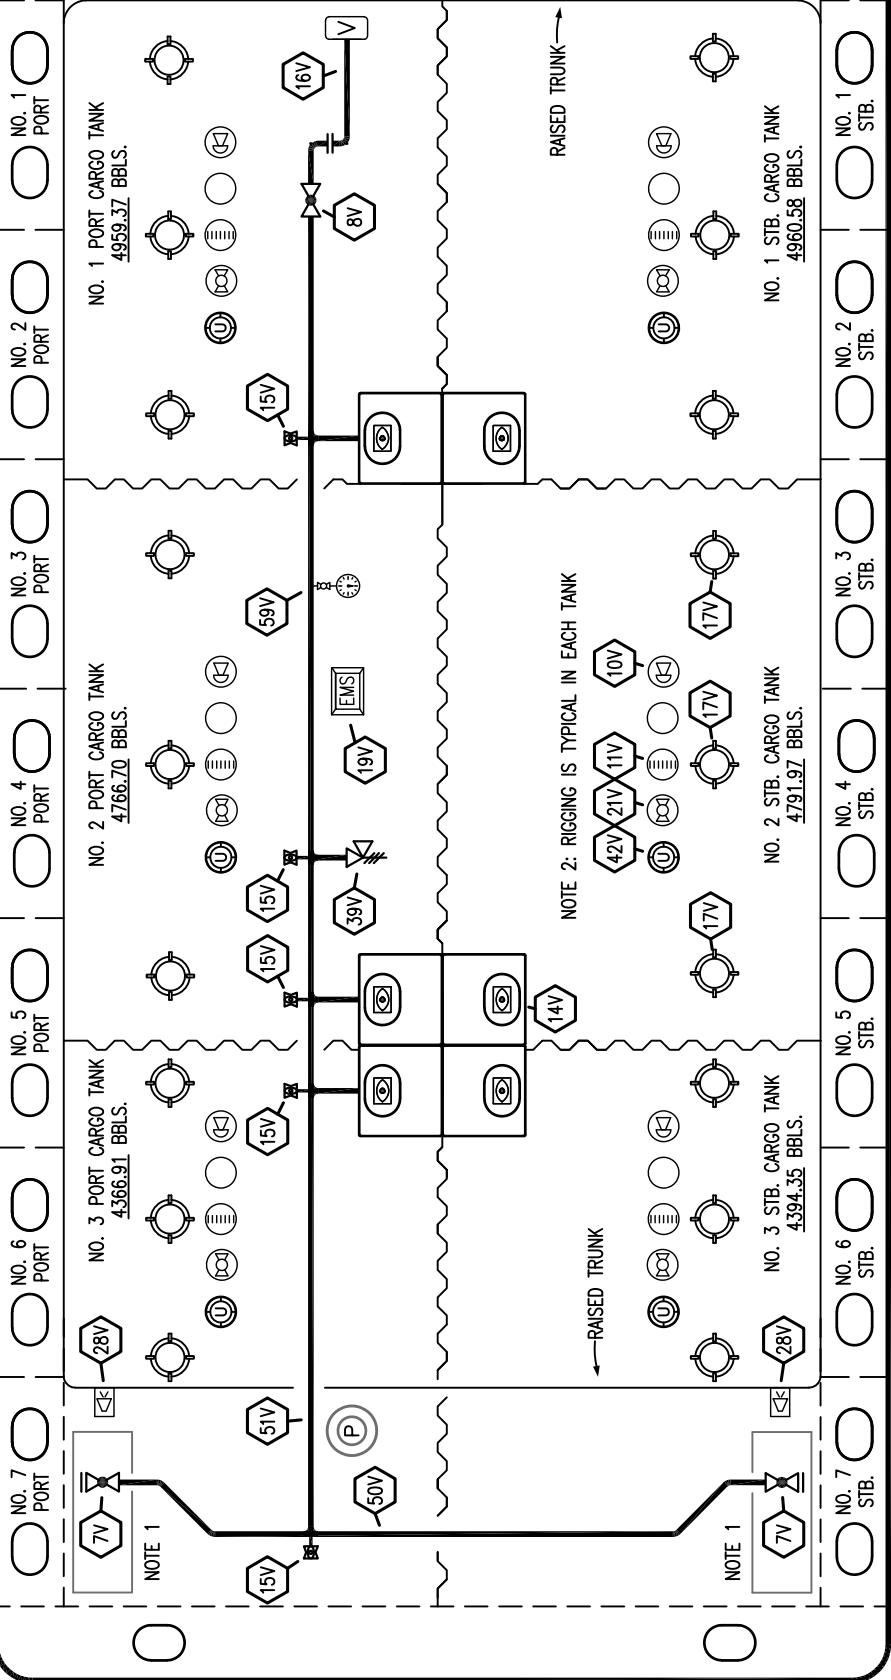 NO. 1
PORT
NO. 2
PORT
NO. 3
PORT
NO. 4
PORT
NO. 5
PORT
NO. 6
PORT
NO. 7
PORT
NO. 1 PORT CARGO TANK
4959.37 BBLS.
U
NO. 2 PORT CARGO TANK
4766.70 BBLS.
U
NO. 3 PORT CARGO TANK
4366.91 BBLS.
U
V
16V
8V
15V
59V
EMSI
19V
15V
39V
15V
15V
14V
28V
51V
P
50V
7V
NOTE 1
15V
RAISED TRUNK
NOTE 2: RIGGING IS TYPICAL IN EACH TANK
10V
11V
21V
42V
U
17V
17V
17V
RAISED TRUNK
28V
7V
NOTE 1
U
NO. 1 STB. CARGO TANK
4960.58 BBLS.
NO. 2 STB. CARGO TANK
4791.97 BBLS.
U
NO. 3 STB. CARGO TANK
4394.35 BBLS.
NO. 1
STB.
NO. 2
STB.
NO. 3
STB.
NO. 4
STB.
NO. 5
STB.
NO. 6
STB.
NO. 7
STB.